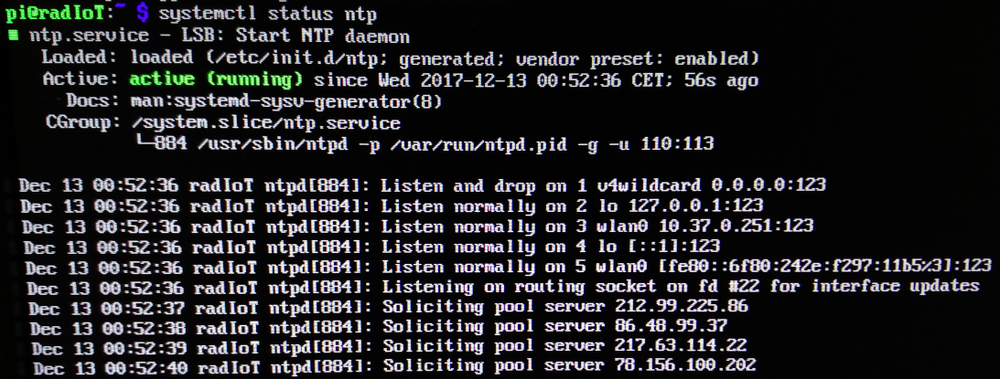 pi@radIoT:~ $ systemctl status ntp
■ ntp.service - LSB: Start NTP daemon
Loaded: loaded (/etc/init.d/ntp; generated; vendor preset: enabled)
Active: active (running) since Wed 2017-12-13 00:52:36 CET; 56s ago
Docs: man:systemd-sysv-generator(8)
CGroup: /system.slice/ntp.service
└─884 /usr/sbin/ntpd -p /var/run/ntpd.pid -g -u 110:113
Dec 13 00:52:36 radIoT ntpd[884]: Listen and drop on 1 v4wildcard 0.0.0.0:123
Dec 13 00:52:36 radIoT ntpd[884]: Listen normally on 2 lo 127.0.0.1:123
Dec 13 00:52:36 radIoT ntpd[884]: Listen normally on 3 wlan0 10.37.0.251:123
Dec 13 00:52:36 radIoT ntpd[884]: Listen normally on 4 lo [::1]:123
Dec 13 00:52:36 radIoT ntpd[884]: Listen normally on 5 wlan0 [fe80::6f80:242e:f297:11b5%3]:123
Dec 13 00:52:36 radIoT ntpd[884]: Listening on routing socket on fd #22 for interface updates
Dec 13 00:52:37 radIoT ntpd[884]: Soliciting pool server 212.99.225.86
Dec 13 00:52:38 radIoT ntpd[884]: Soliciting pool server 86.48.99.37
Dec 13 00:52:39 radIoT ntpd[884]: Soliciting pool server 217.63.114.22
Dec 13 00:52:40 radIoT ntpd[884]: Soliciting pool server 78.156.100.202